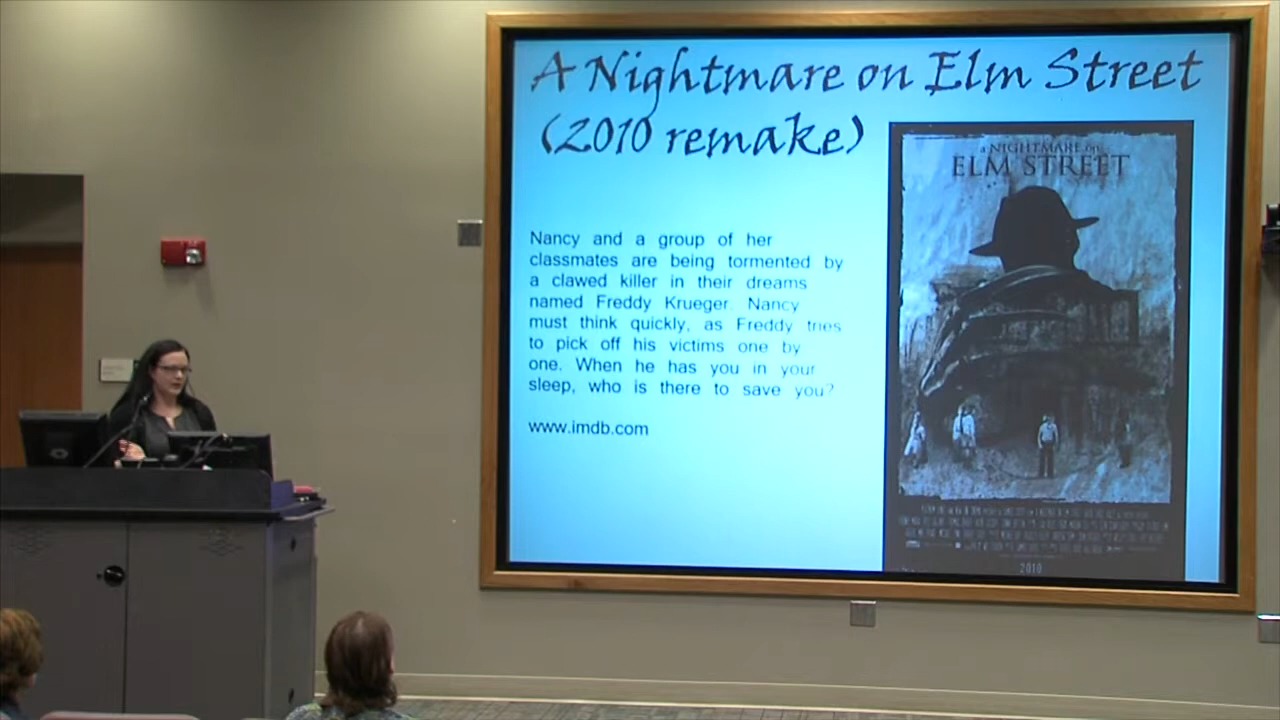 A Nightmare on Elm Street
(2010 remake)
Nancy and a group of her
classmates are being tormented by
a clawed killer in their dreams
named Freddy Krueger. Nancy
must think quickly, as Freddy tries
to pick off his victims one by
one. When he has you in your
sleep, who is there to save you?
www.imdb.com
a NIGHTMARE on
ELM STREET
2010